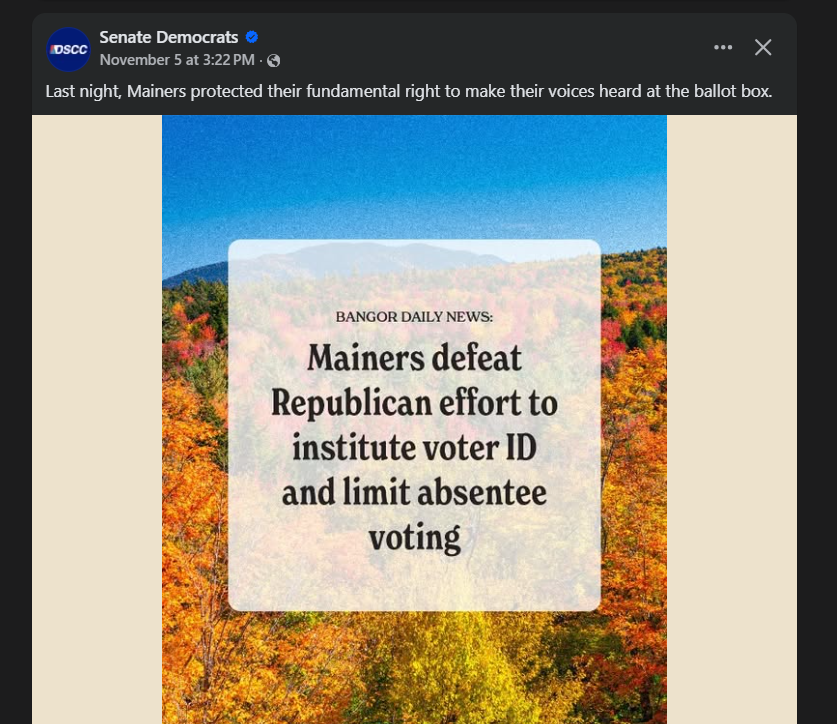 DSCC
Senate Democrats
November 5 at 3:22 PM ·
Last night, Mainers protected their fundamental right to make their voices heard at the ballot box.
BANGOR DAILY NEWS:
Mainers defeat
Republican effort to
institute voter ID
and limit absentee
voting